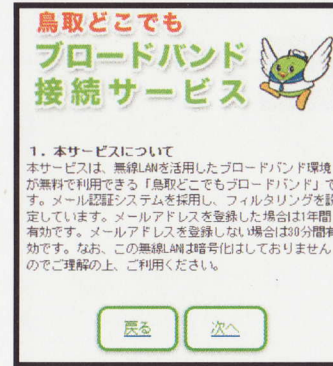 鳥取どこでも
ブロードバンド
接続サービス
1．本サービスについて
本サービスは、無線LANを活用したブロードバンド環境
が無料で利用できる「鳥取どこでもブロードバンド」で
す。メール認証システムを採用し、フィルタリングを設
定しています。メールアドレスを登録した場合は1年間
有効です。メールアドレスを登録しない場合は30分間有
効です。なお、この無線LANは暗号化はしておりません
のでご理解の上、ご利用ください。
戻る
次へ